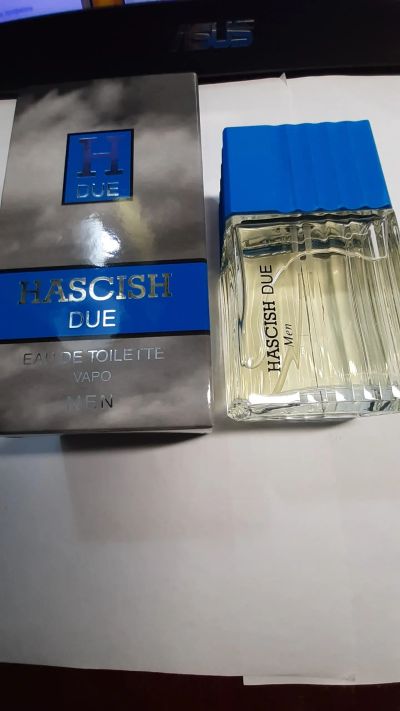 ASUS
H
DUE
HASCISH
DUE
EAU DE TOILETTE
VAPO
MEN
HASCISH DUE
Men